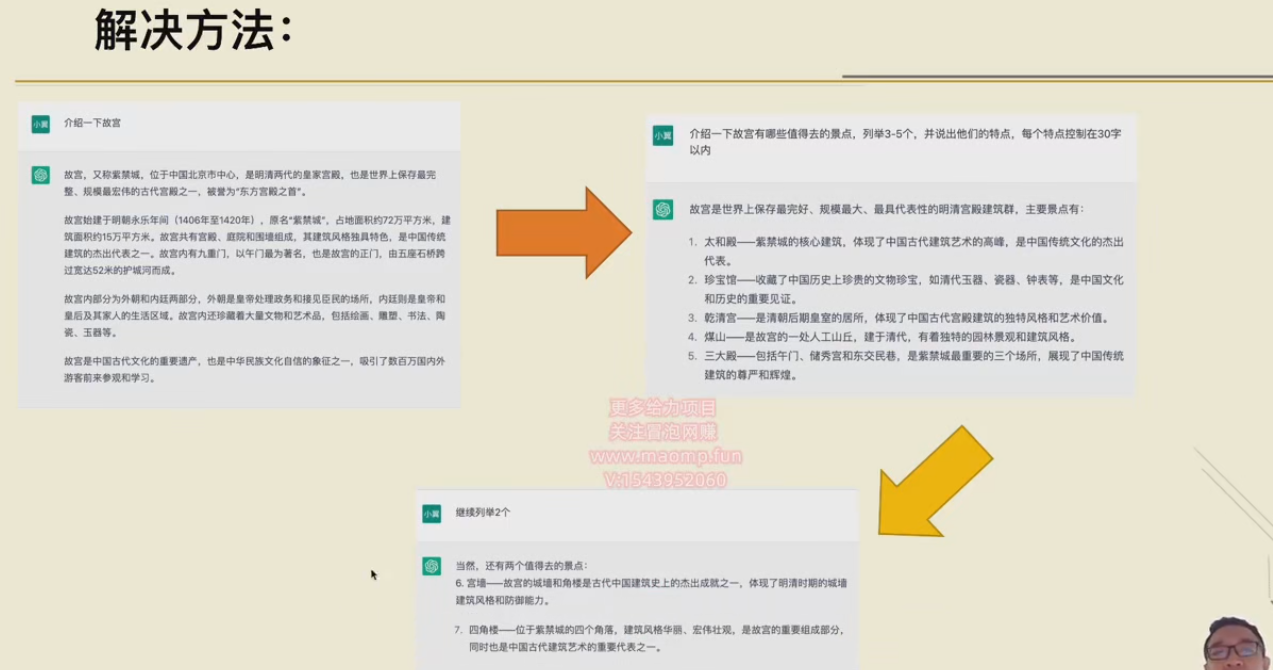 解决方法：
小翼
介绍一下故宫
故宫，又称紫禁城，位于中国北京市中心，是明清两代的皇家宫殿，也是世界上保存最完
整、规模最宏伟的古代宫殿之一，被誉为“东方宫殿之首”。
故宫始建于明朝永乐年间（1406年至1420年），原名“紫禁城”，占地面积约72万平方米，建
筑面积约15万平方米。故宫共有宫殿、庭院和围墙组成，其建筑风格独具特色，是中国传统
建筑的杰出代表之一。故宫内有九重门，以午门最为著名，也是故宫的正门，由五座石桥跨
过宽达52米的护城河而成。
故宫内部分为外朝和内廷两部分，外朝是皇帝处理政务和接见臣民的场所，内廷则是皇帝和
皇后及其家人的生活区域。故宫内还珍藏着大量文物和艺术品，包括绘画、雕塑、书法、陶
瓷、玉器等。
故宫是中国古代文化的重要遗产，也是中华民族文化自信的象征之一，吸引了数百万国内外
游客前来参观和学习。
小翼
介绍一下故宫有哪些值得去的景点，列举3-5个，并说出他们的特点，每个特点控制在30字
以内
故宫是世界上保存最完好、规模最大、最具代表性的明清宫殿建筑群，主要景点有：
1. 太和殿——紫禁城的核心建筑，体现了中国古代建筑艺术的高峰，是中国传统文化的杰出
代表。
2. 珍宝馆——收藏了中国历史上珍贵的文物珍宝，如清代玉器、瓷器、钟表等，是中国文化
和历史的重要见证。
3. 乾清宫——是清朝后期皇室的居所，体现了中国古代宫殿建筑的独特风格和艺术价值。
4. 煤山——是故宫的一处人工山丘，建于清代，有着独特的园林景观和建筑风格。
5. 三大殿——包括午门、储秀宫和东交民巷，是紫禁城最重要的三个场所，展现了中国传统
建筑的尊严和辉煌。
更多给力项目
关注冒泡网赚
www.maomp.fun
V:1543952060
小翼
继续列举2个
当然，还有两个值得去的景点：
6. 宫墙——故宫的城墙和角楼是古代中国建筑史上的杰出成就之一，体现了明清时期的城墙
建筑风格和防御能力。
7. 四角楼——位于紫禁城的四个角落，建筑风格华丽、宏伟壮观，是故宫的重要组成部分，
同时也是中国古代建筑艺术的重要代表之一。